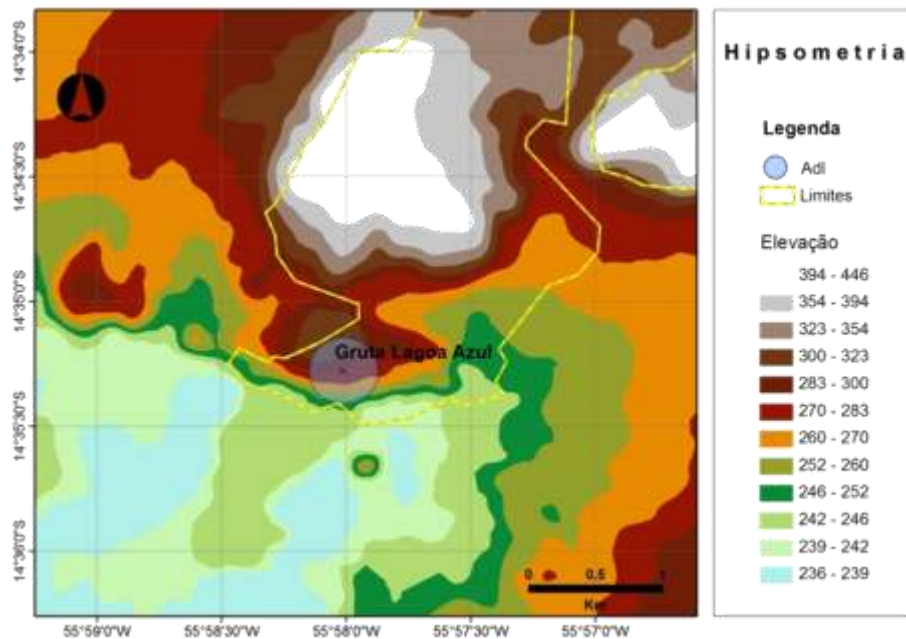 14°34'0"S
14°34'30"S
14°35'0"S
14°35'30"S
14°36'0"S
Gruta Lagoa Azul
0 0.5 1
Km
55°59'0"W 55°58'30"W 55°58'0"W 55°57'30"W 55°57'0"W
Hipsometria
Legenda
AdI
Limites
Elevação
394 - 446
354 - 394
323 - 354
300 - 323
283 - 300
270 - 283
260 - 270
252 - 260
246 - 252
242 - 246
239 - 242
236 - 239